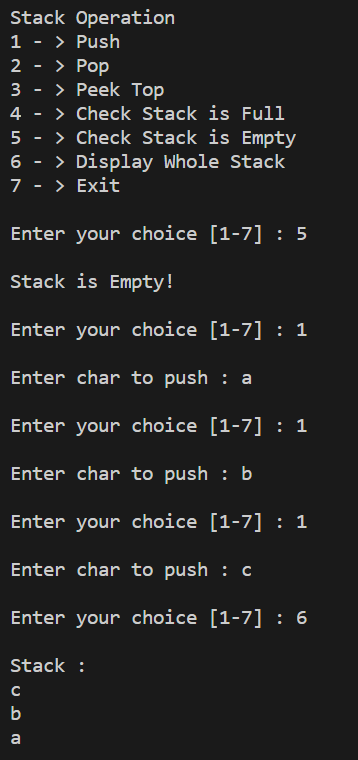 Stack Operation
1 - > Push
2 - > Pop
3 - > Peek Top
4 - > Check Stack is Full
5 - > Check Stack is Empty
6 - > Display Whole Stack
7 - > Exit
Enter your choice [1-7] : 5
Stack is Empty!
Enter your choice [1-7] : 1
Enter char to push : a
Enter your choice [1-7] : 1
Enter char to push : b
Enter your choice [1-7] : 1
Enter char to push : c
Enter your choice [1-7] : 6
Stack :
c
b
a